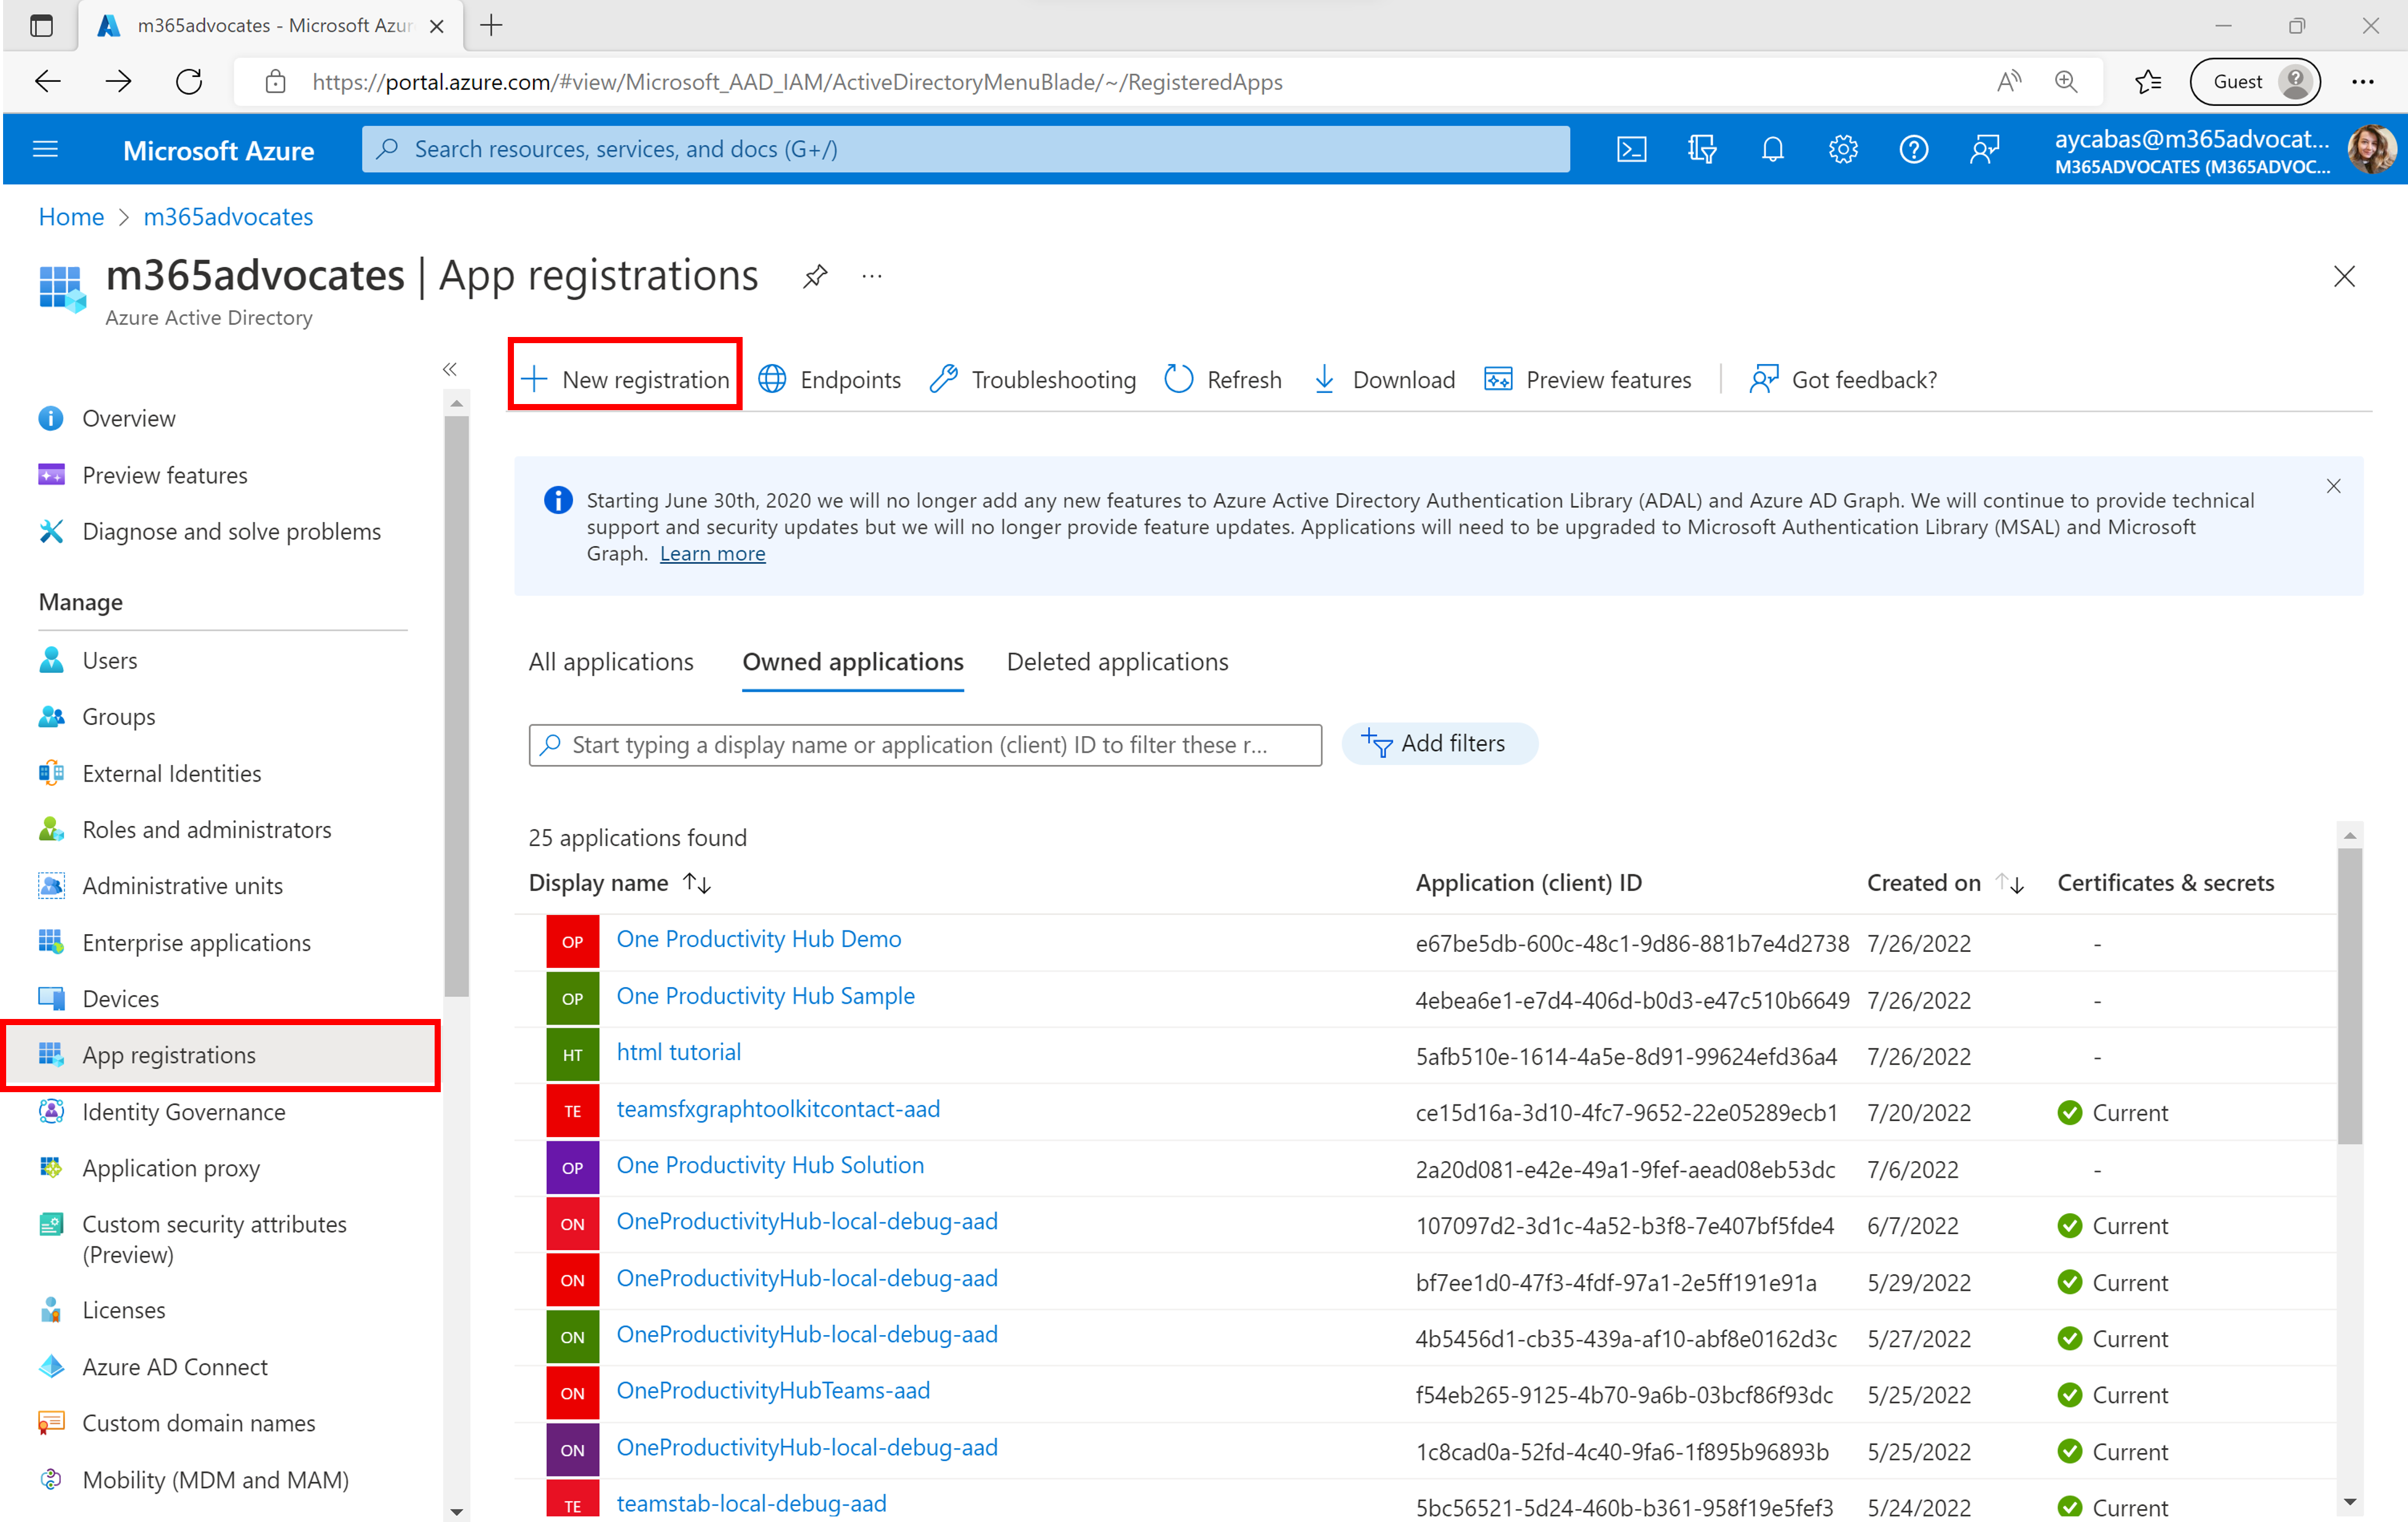 m365advocates - Microsoft Azur
https://portal.azure.com/#view/Microsoft_AAD_IAM/ActiveDirectoryMenuBlade/~/RegisteredApps
Guest
Microsoft Azure
Search resources, services, and docs (G+/)
aycabas@m365advocat...
M365ADVOCATES (M365ADVOC...
Home > m365advocates
m365advocates | App registrations
Azure Active Directory
Overview
Preview features
Diagnose and solve problems
Manage
Users
Groups
External Identities
Roles and administrators
Administrative units
Enterprise applications
Devices
App registrations
Identity Governance
Application proxy
Custom security attributes
(Preview)
Licenses
Azure AD Connect
Custom domain names
Mobility (MDM and MAM)
New registration Endpoints Troubleshooting Refresh Download Preview features Got feedback?
Starting June 30th, 2020 we will no longer add any new features to Azure Active Directory Authentication Library (ADAL) and Azure AD Graph. We will continue to provide technical
support and security updates but we will no longer provide feature updates. Applications will need to be upgraded to Microsoft Authentication Library (MSAL) and Microsoft
Graph. Learn more
All applications Owned applications Deleted applications
Start typing a display name or application (client) ID to filter these r...
Add filters
25 applications found
Display name Application (client) ID Created on Certificates & secrets
OP One Productivity Hub Demo e67be5db-600c-48c1-9d86-881b7e4d2738 7/26/2022 -
OP One Productivity Hub Sample 4ebea6e1-e7d4-406d-b0d3-e47c510b6649 7/26/2022 -
HT html tutorial 5afb510e-1614-4a5e-8d91-99624efd36a4 7/26/2022 -
TE teamsfxgraphtoolkitcontact-aad ce15d16a-3d10-4fc7-9652-22e05289ecb1 7/20/2022 Current
OP One Productivity Hub Solution 2a20d081-e42e-49a1-9fef-aead08eb53dc 7/6/2022 -
ON OneProductivityHub-local-debug-aad 107097d2-3d1c-4a52-b3f8-7e407bf5fde4 6/7/2022 Current
ON OneProductivityHub-local-debug-aad bf7ee1d0-47f3-4fdf-97a1-2e5ff191e91a 5/29/2022 Current
ON OneProductivityHub-local-debug-aad 4b5456d1-cb35-439a-af10-abf8e0162d3c 5/27/2022 Current
ON OneProductivityHubTeams-aad f54eb265-9125-4b70-9a6b-03bcf86f93dc 5/25/2022 Current
ON OneProductivityHub-local-debug-aad 1c8cad0a-52fd-4c40-9fa6-1f895b96893b 5/25/2022 Current
TE teamstab-local-debug-aad 5bc56521-5d24-460b-b361-958f19e5fef3 5/24/2022 Current